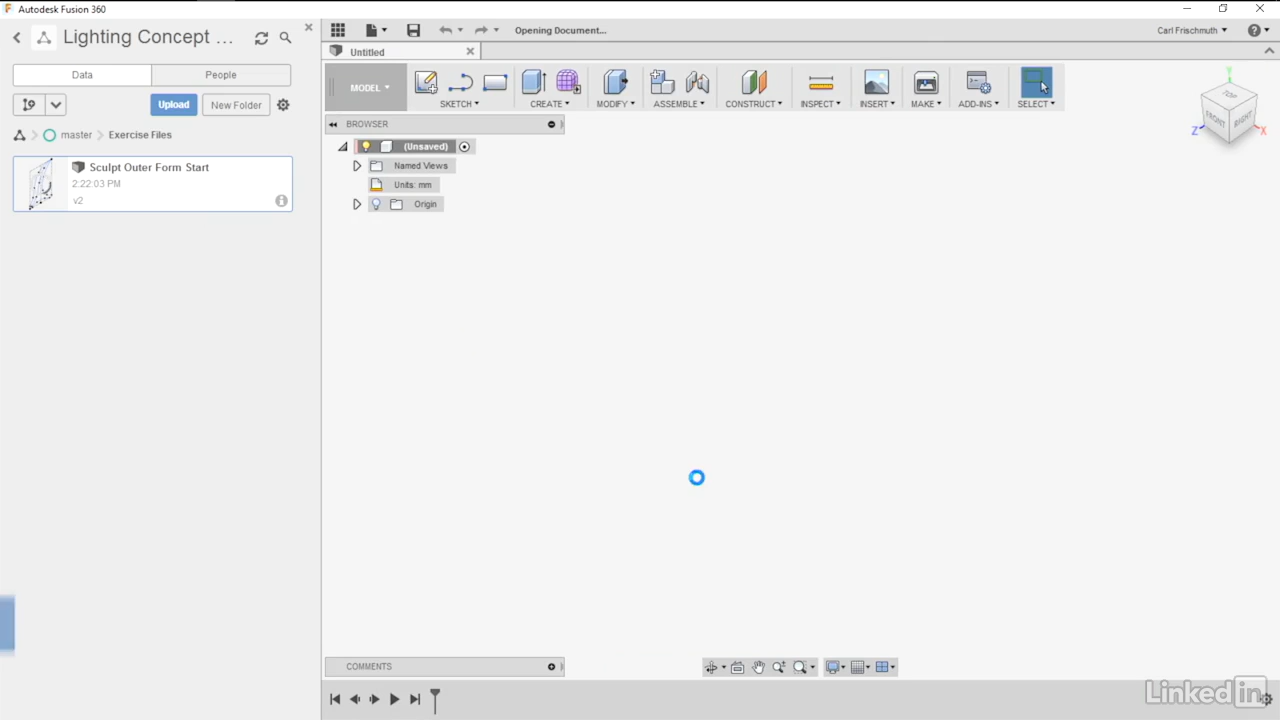 Autodesk Fusion 360
Lighting Concept ...
Opening Document...
Carl Frischmuth
Untitled
Data
People
MODEL
SKETCH
CREATE
MODIFY
ASSEMBLE
CONSTRUCT
INSPECT
INSERT
MAKE
ADD-INS
SELECT
Upload
New Folder
master
Exercise Files
Sculpt Outer Form Start
2:22:03 PM
v2
BROWSER
(Unsaved)
Named Views
Units: mm
Origin
Y
TOP
FRONT
RIGHT
Z
X
COMMENTS
Linked in